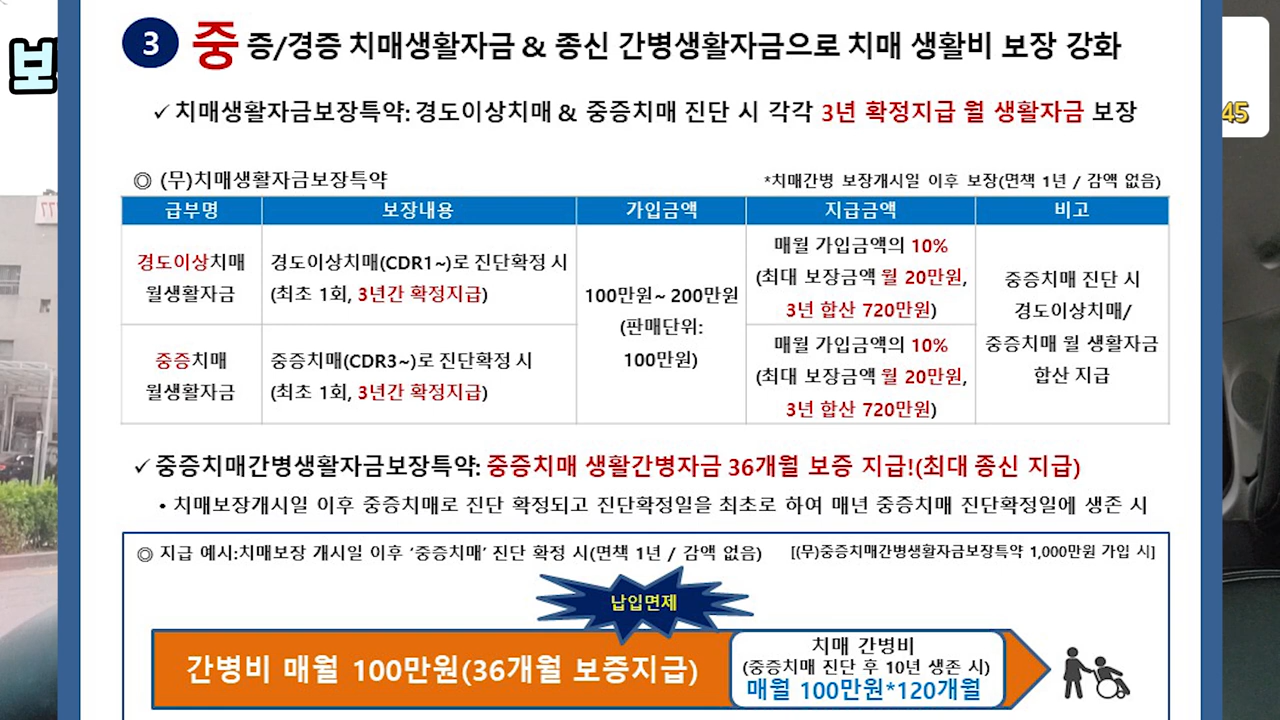 3 중증/경증 치매생활자금 & 종신 간병생활자금으로 치매 생활비 보장 강화
45
✓ 치매생활자금보장특약: 경도이상치매 & 중증치매 진단 시 각각 3년 확정지급 월 생활자금 보장
◎ (무)치매생활자금보장특약
*치매간병 보장개시일 이후 보장(면책 1년 / 감액 없음)
급부명 보장내용 가입금액 지급금액 비고
경도이상치매
월생활자금
경도이상치매(CDR1~)로 진단확정 시
(최초 1회, 3년간 확정지급)
100만원~ 200만원
(판매단위:
100만원)
매월 가입금액의 10%
(최대 보장금액 월 20만원,
3년 합산 720만원)
중증치매 진단 시
경도이상치매/
중증치매 월 생활자금
합산 지급
중증치매
월생활자금
중증치매(CDR3~)로 진단확정 시
(최초 1회, 3년간 확정지급)
매월 가입금액의 10%
(최대 보장금액 월 20만원,
3년 합산 720만원)
✓ 중증치매간병생활자금보장특약: 중증치매 생활간병자금 36개월 보증 지급!(최대 종신 지급)
• 치매보장개시일 이후 중증치매로 진단 확정되고 진단확정일을 최초로 하여 매년 중증치매 진단확정일에 생존 시
◎ 지급 예시:치매보장 개시일 이후 ‘중증치매’ 진단 확정 시(면책 1년 / 감액 없음)
[(무)중증치매간병생활자금보장특약 1,000만원 가입 시]
납입면제
간병비 매월 100만원(36개월 보증지급)
치매 간병비
(중증치매 진단 후 10년 생존 시)
매월 100만원*120개월